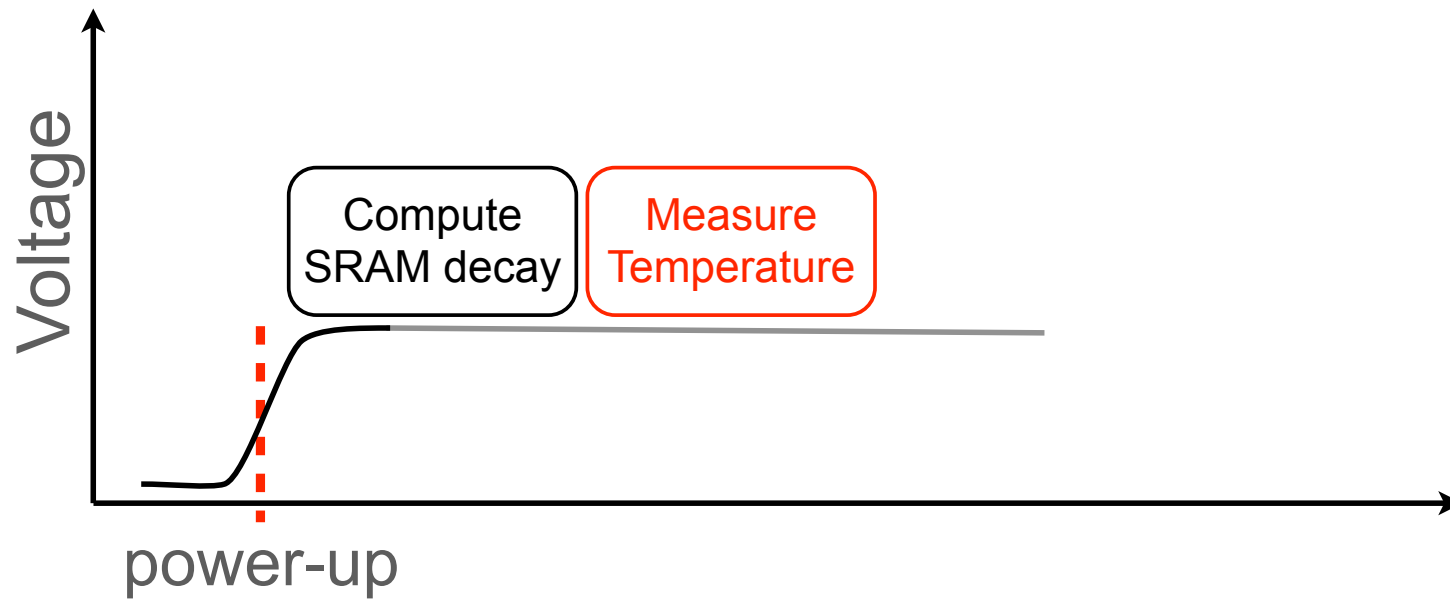 Voltage
Compute
SRAM decay
Measure
Temperature
power-up